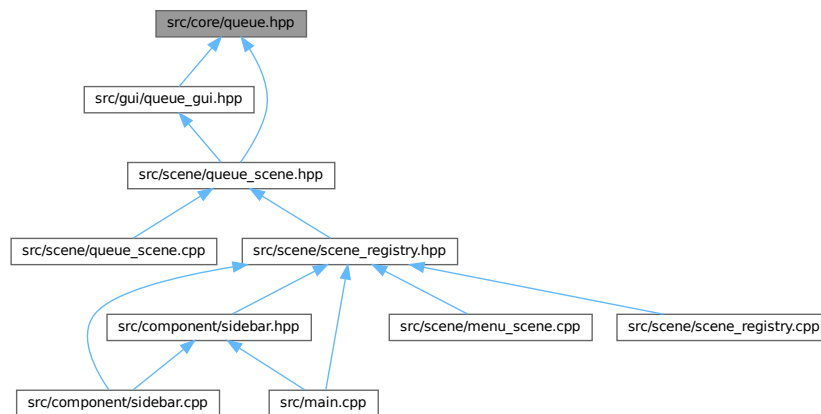 src/core/queue.hpp
src/gui/queue_gui.hpp
src/scene/queue_scene.hpp
src/scene/queue_scene.cpp
src/scene/scene_registry.hpp
src/component/sidebar.hpp
src/scene/menu_scene.cpp
src/scene/scene_registry.cpp
src/component/sidebar.cpp
src/main.cpp